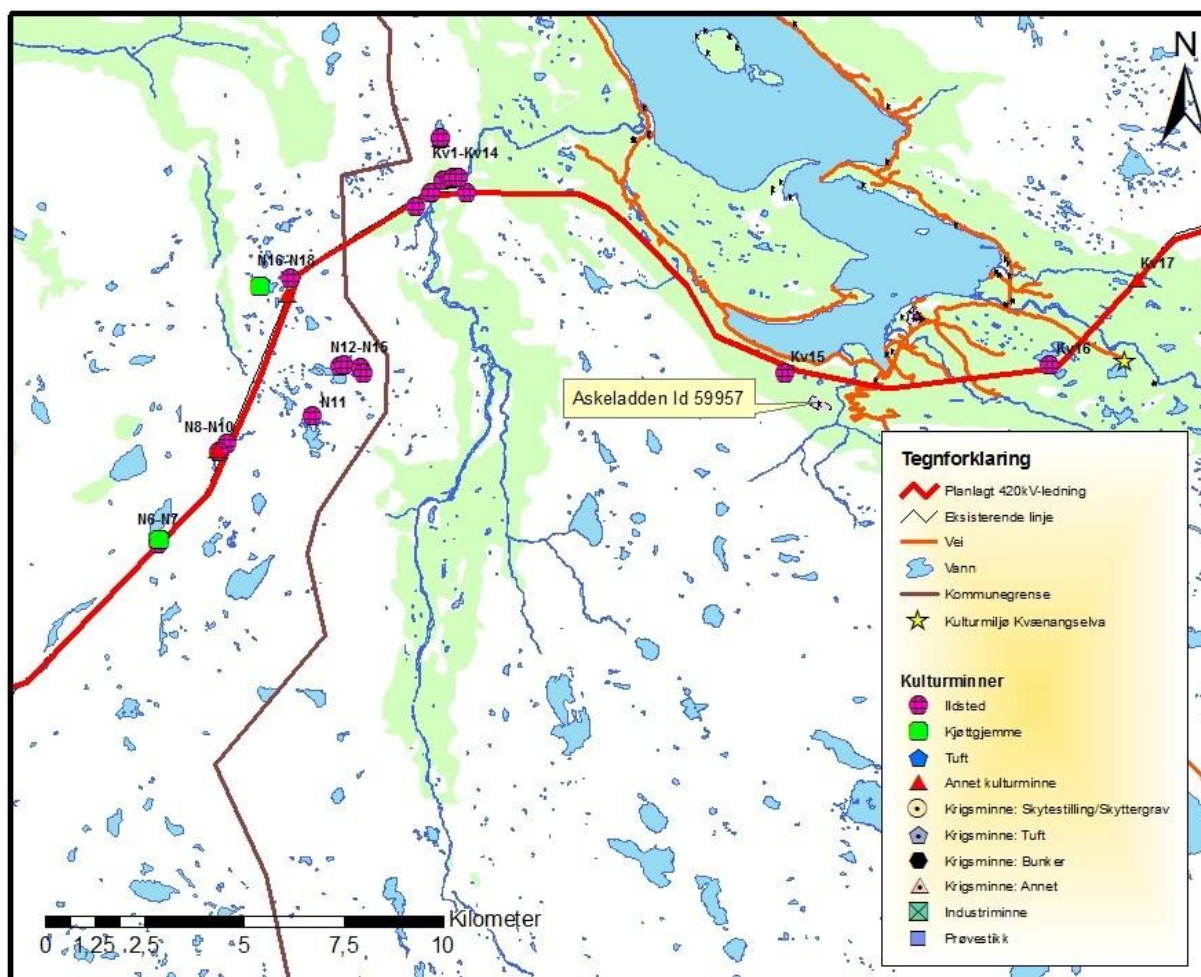 N
Kv1-Kv14
Kv17
N16-N18
N12-N15
Kv15
Kv16
Askeladden Id 59957
N11
N8-N10
N6-N7
Tegnforklaring
Planlagt 420kV-ledning
Eksisterende linje
Vei
Vann
Kommunegrense
Kulturmiljø Kvænangselva
Kulturminner
Ildsted
Kjøttgjemme
Tuft
Annet kulturminne
Krigsminne: Skytestilling/Skyttergrav
Krigsminne: Tuft
Krigsminne: Bunker
Krigsminne: Annet
Industriminne
Prøvestikk
Kilometer
0 1,25 2,5 5 7,5 10